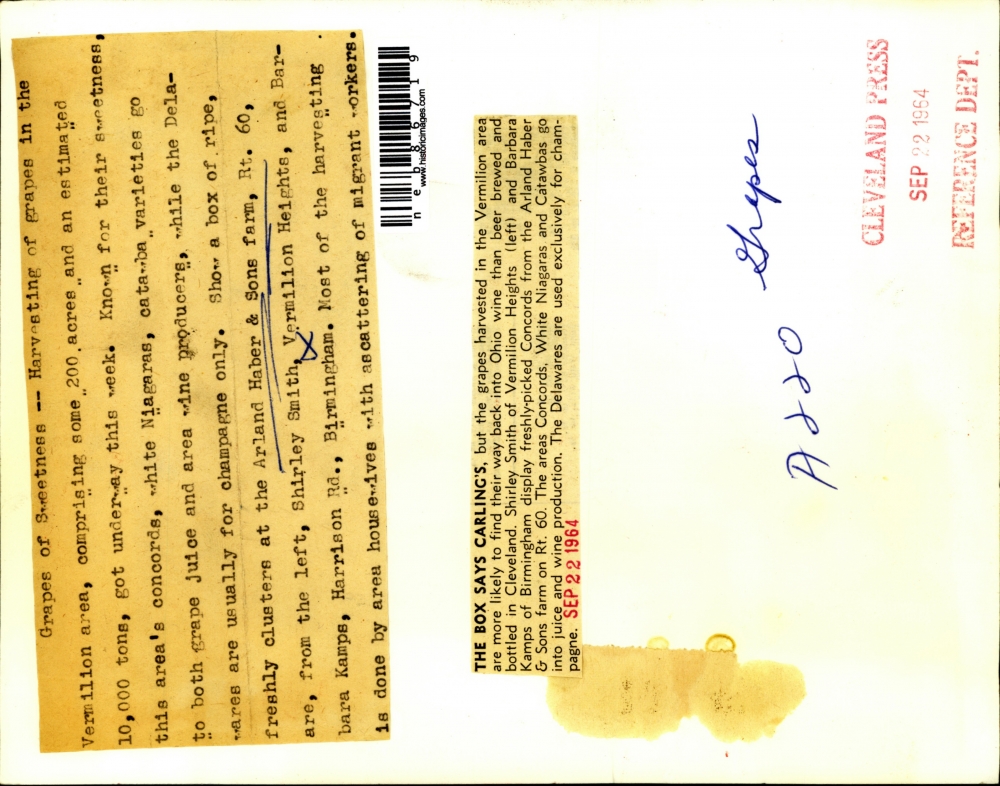 Grapes of Sweetness -- Harvesting of grapes in the
Vermilion area, comprising some 200 acres and an estimated
10,000 tons, got underway this week. Known for their sweetness,
this area's concords, white Niagaras, catawba varieties go
to both grape juice and area wine producers, while the Dela-
wares are usually for champagne only. Show a box of ripe,
freshly clusters at the Arland Haber & Sons farm, Rt. 60,
are, from the left, Shirley Smith, Vermilion Heights, and Bar-
bara Kamps, Harrison Rd., Birmingham. Most of the harvesting
is done by area housewives with ascattering of migrant workers.
neb86719
www.historicimages.com
THE BOX SAYS CARLING'S, but the grapes harvested in the Vermilion area
are more likely to find their way back into Ohio wine than beer brewed and
bottled in Cleveland. Shirley Smith of Vermilion Heights (left) and Barbara
Kamps of Birmingham display freshly-picked Concords from the Arland Haber
& Sons farm on Rt. 60. The areas Concords, White Niagaras and Catawbas go
into juice and wine production. The Delawares are used exclusively for cham-
pagne. SEP 22 1964
Grapes
A220
CLEVELAND PRESS
SEP 22 1964
REFERENCE DEPT.